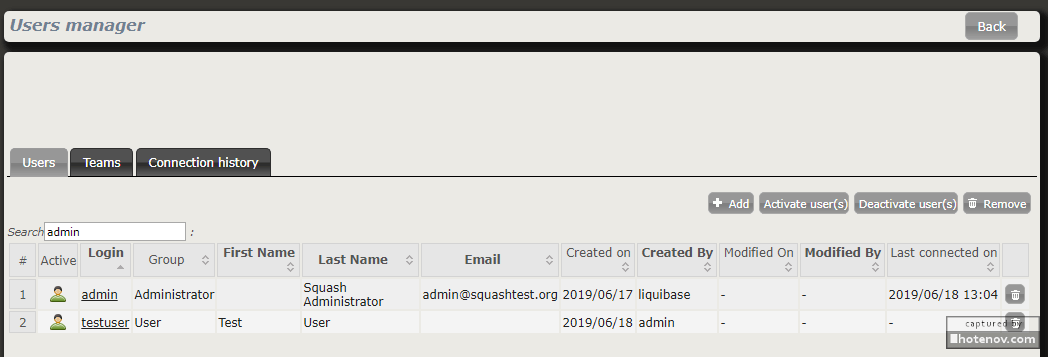 Users manager Back
Users Teams Connection history
Add Activate user(s) Deactivate user(s) Remove
Search admin :
# Active Login Group First Name Last Name Email Created on Created By Modified On Modified By Last connected on
1 admin Administrator Squash Administrator admin@squashtest.org 2019/06/17 liquibase - - 2019/06/18 13:04
2 testuser User Test User 2019/06/18 admin - - -
captured by
hotenov.com